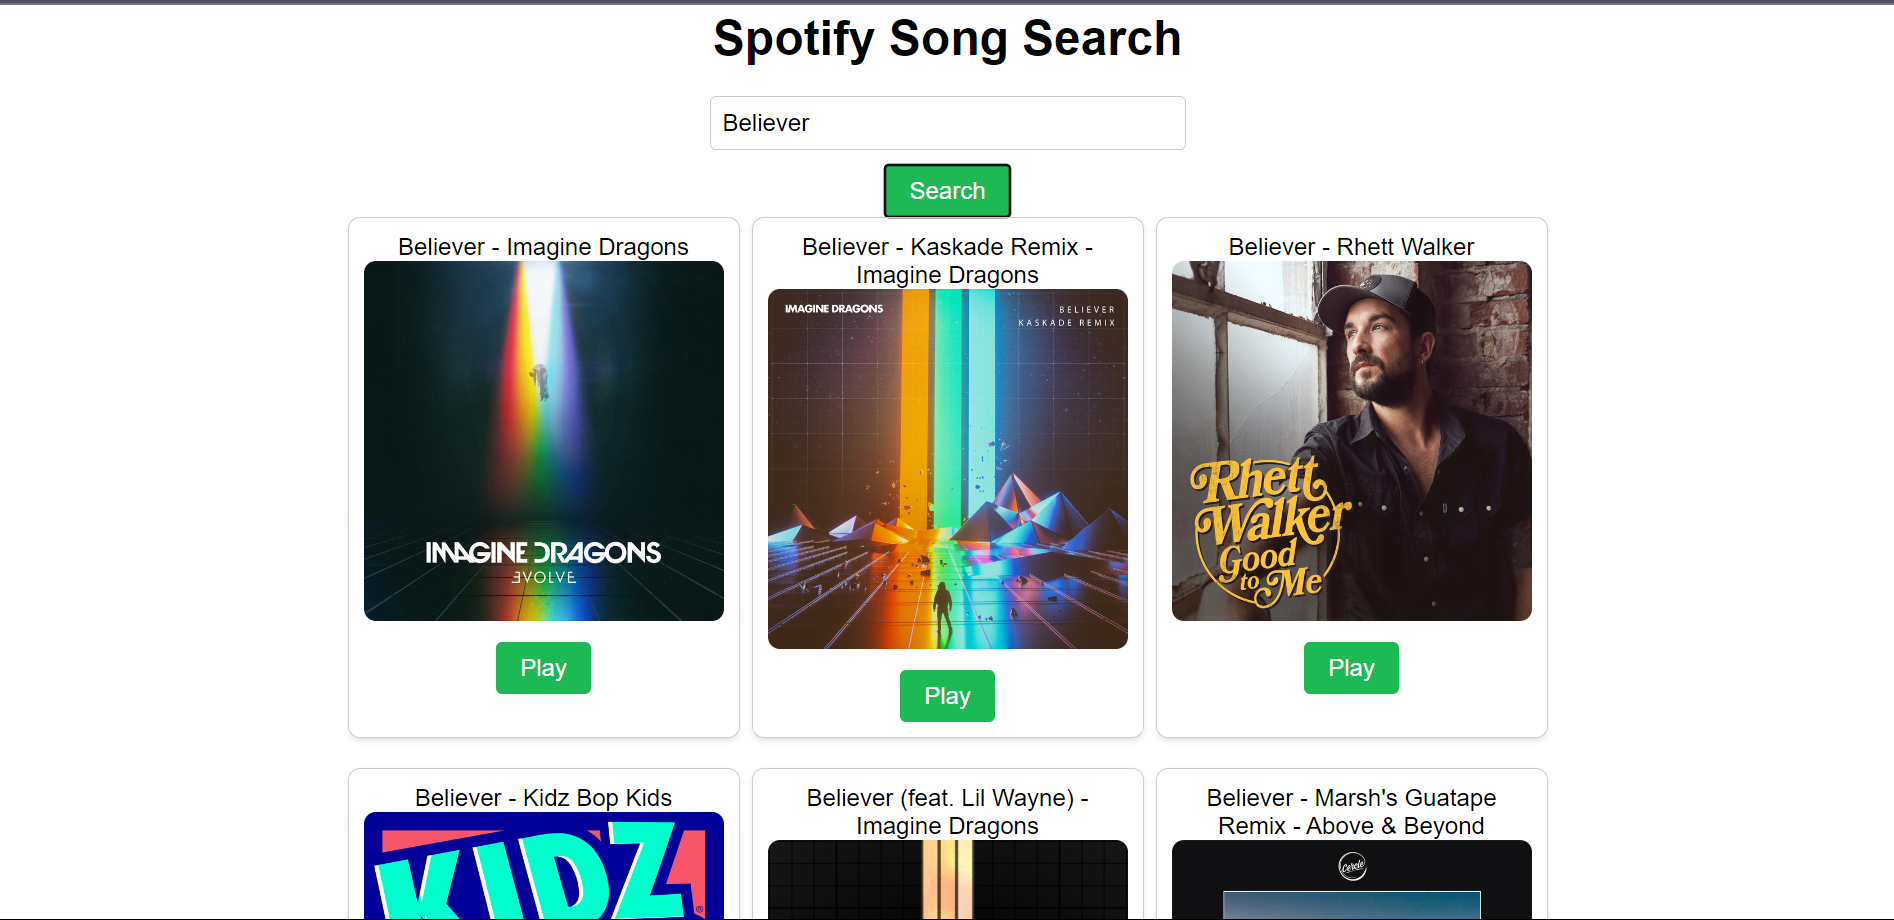 Spotify Song Search
Believer
Search
Believer - Imagine Dragons
IMAGINE DRAGONS
EVOLVE
Play
Believer - Kaskade Remix -
Imagine Dragons
IMAGINE DRAGONS
BELIEVER
KASKADE REMIX
Play
Believer - Rhett Walker
Rhett
Walker
Good
to Me
Play
Believer - Kidz Bop Kids
KIDZ
®
Believer (feat. Lil Wayne) -
Imagine Dragons
Believer - Marsh's Guatape
Remix - Above & Beyond
Cercle